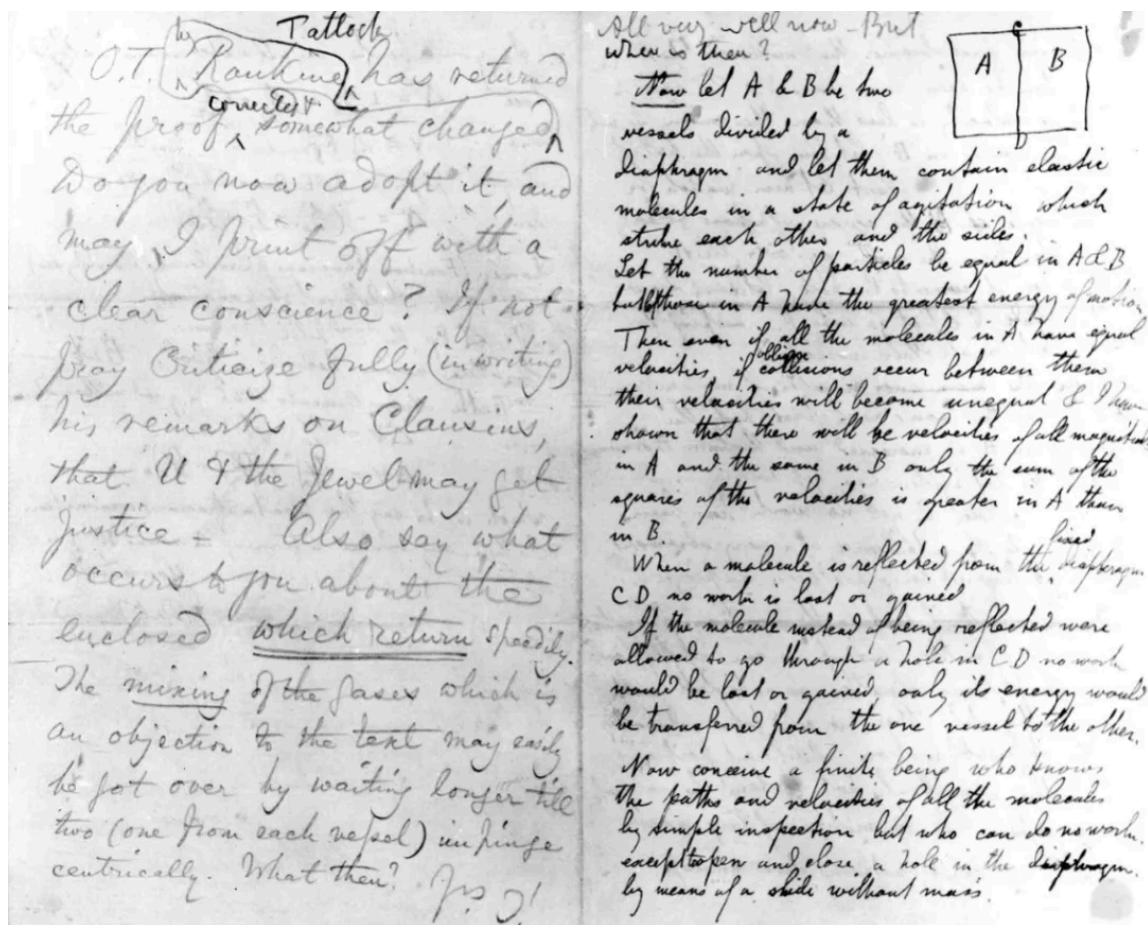 by Tatlock
O.T. Rankine has returned
corrected &
the proof somewhat changed
Do you now adopt it, and
may I print off with a
clear conscience? If not
pray criticize fully (in writing)
his remarks on Clausius,
that U & the Jewel may get
justice - Also say what
occurs to you about the
enclosed which return speedily.
The mixing of the gases which is
an objection to the text may easily
be got over by waiting longer till
two (one from each vessel) impinge
centrically. What then?
All very well now - But
A B
C
D
Now let A & B be two
vessels divided by a
diaphragm and let them contain elastic
molecules in a state of agitation which
strike each other and the sides.
Let the number of particles be equal in A & B
but those in A have the greatest energy of motion
Then even if all the molecules in A have equal
velocities, if collisions occur between them
their velocities will become unequal & I have
shown that there will be velocities of all magnitudes
in A and the same in B only the sum of the
squares of the velocities is greater in A than
in B.
When a molecule is reflected from the fixed diaphragm
C D no work is lost or gained
If the molecule instead of being reflected were
allowed to go through a hole in C D no work
would be lost or gained, only its energy would
be transferred from the one vessel to the other.
Now conceive a finite being who knows
the paths and velocities of all the molecules
by simple inspection but who can do no work
except to open and close a hole in the diaphragm
by means of a slide without mass.